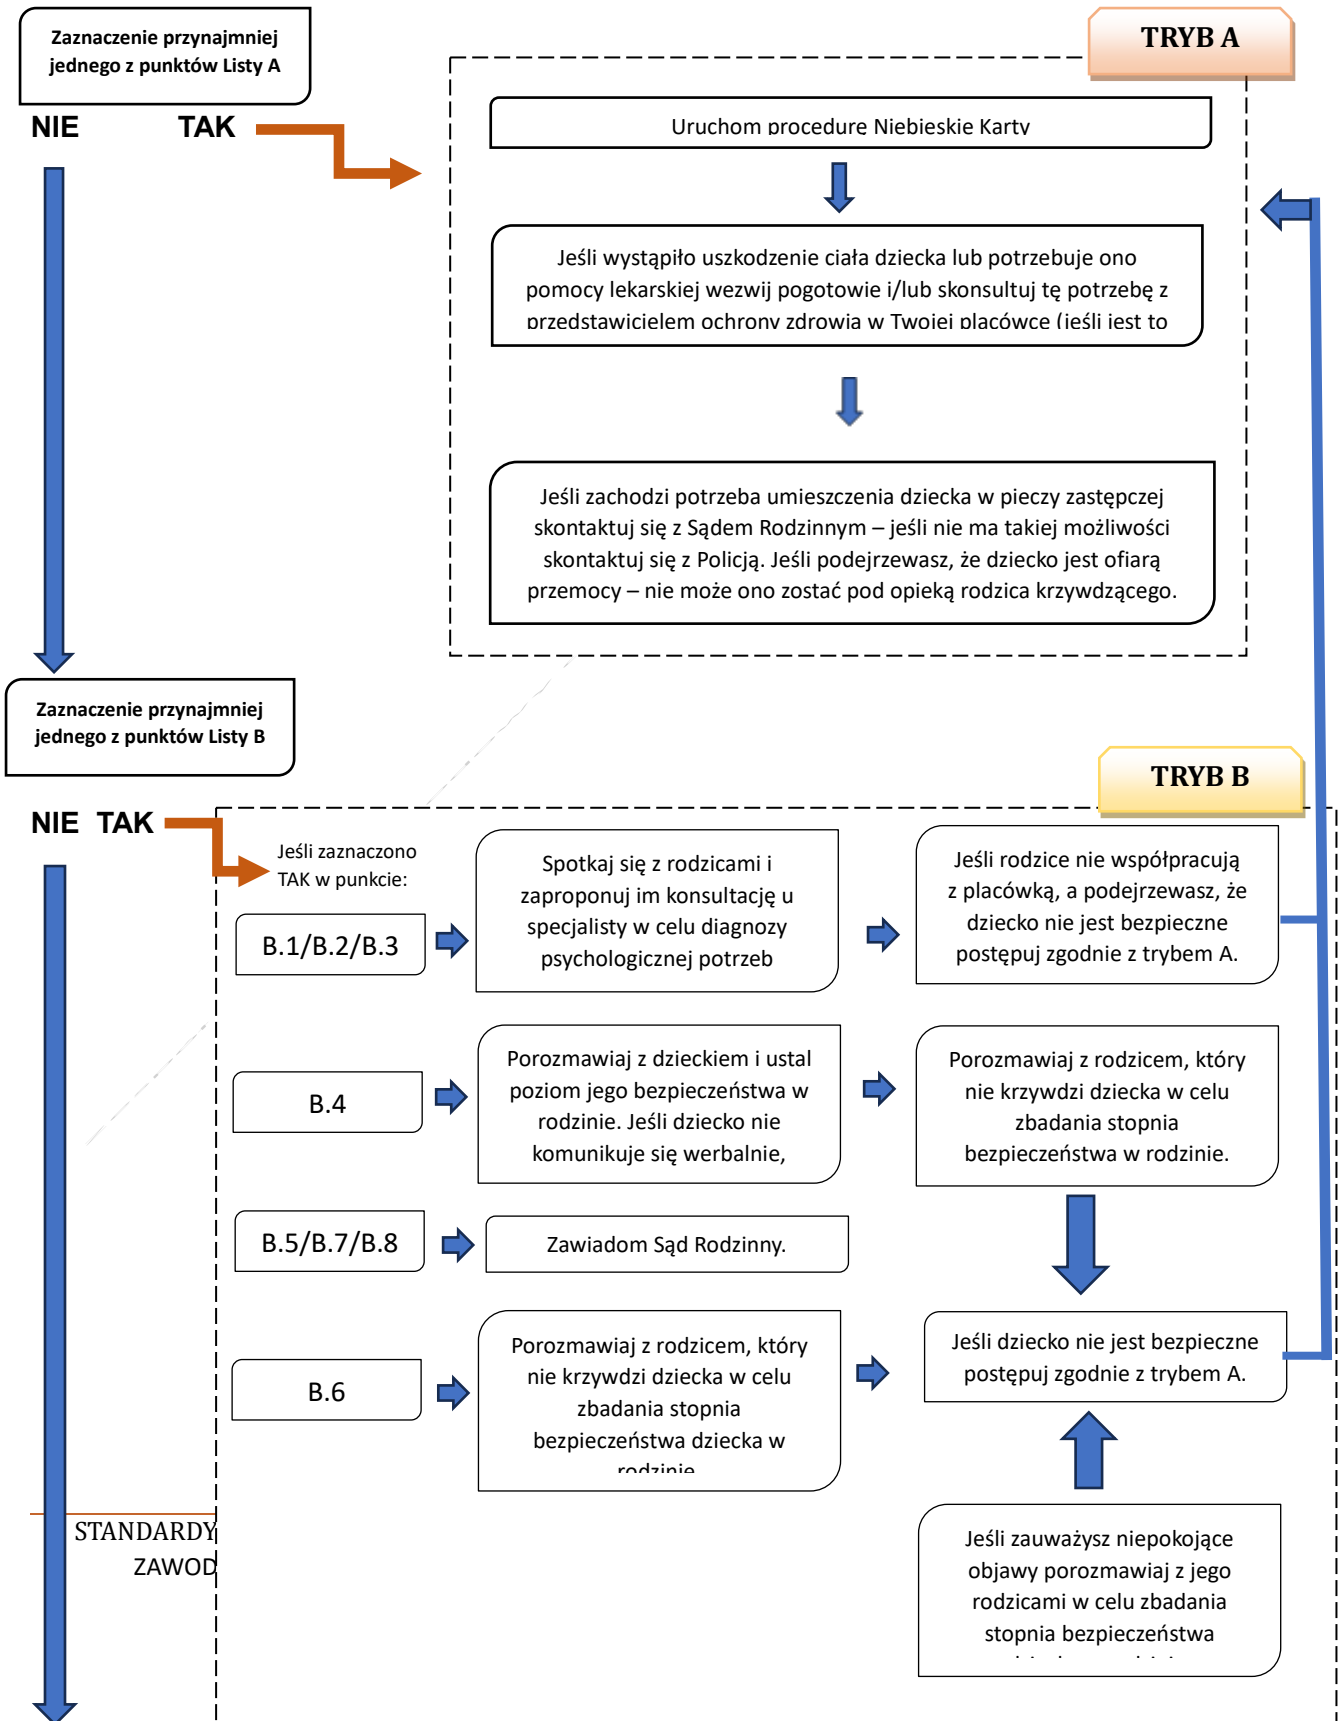 Zaznaczenie przynajmniej
jednego z punktów Listy A
NIE TAK
TRYB A
Uruchom procedurę Niebieskie Karty
Jeśli wystąpiło uszkodzenie ciała dziecka lub potrzebuje ono
pomocy lekarskiej wezwij pogotowie i/lub skonsultuj tę potrzebę z
przedstawicielem ochrony zdrowia w Twojej placówce (jeśli jest to
Jeśli zachodzi potrzeba umieszczenia dziecka w pieczy zastępczej
skontaktuj się z Sądem Rodzinnym – jeśli nie ma takiej możliwości
skontaktuj się z Policją. Jeśli podejrzewasz, że dziecko jest ofiarą
przemocy – nie może ono zostać pod opieką rodzica krzywdzącego.
Zaznaczenie przynajmniej
jednego z punktów Listy B
NIE TAK
TRYB B
Jeśli zaznaczono
TAK w punkcie:
B.1/B.2/B.3
Spotkaj się z rodzicami i
zaproponuj im konsultację u
specjalisty w celu diagnozy
psychologicznej potrzeb
Jeśli rodzice nie współpracują
z placówką, a podejrzewasz, że
dziecko nie jest bezpieczne
postępuj zgodnie z trybem A.
B.4
Porozmawiaj z dzieckiem i ustal
poziom jego bezpieczeństwa w
rodzinie. Jeśli dziecko nie
komunikuje się werbalnie,
Porozmawiaj z rodzicem, który
nie krzywdzi dziecka w celu
zbadania stopnia
bezpieczeństwa w rodzinie.
B.5/B.7/B.8
Zawiadom Sąd Rodzinny.
B.6
Porozmawiaj z rodzicem, który
nie krzywdzi dziecka w celu
zbadania stopnia
bezpieczeństwa dziecka w
rodzinie
Jeśli dziecko nie jest bezpieczne
postępuj zgodnie z trybem A.
Jeśli zauważysz niepokojące
objawy porozmawiaj z jego
rodzicami w celu zbadania
stopnia bezpieczeństwa
STANDARDY
ZAWOD